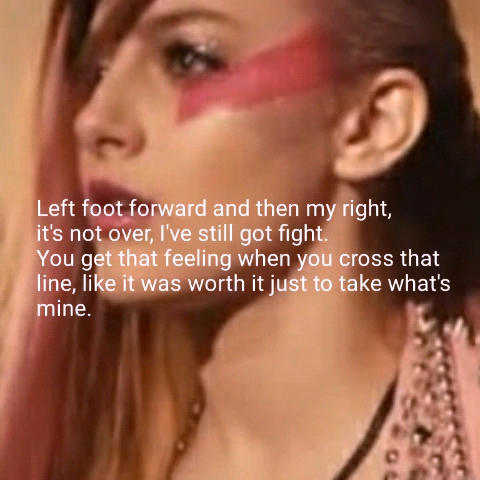 Left foot forward and then my right,
it's not over, I've still got fight.
You get that feeling when you cross that
line, like it was worth it just to take what's
mine.